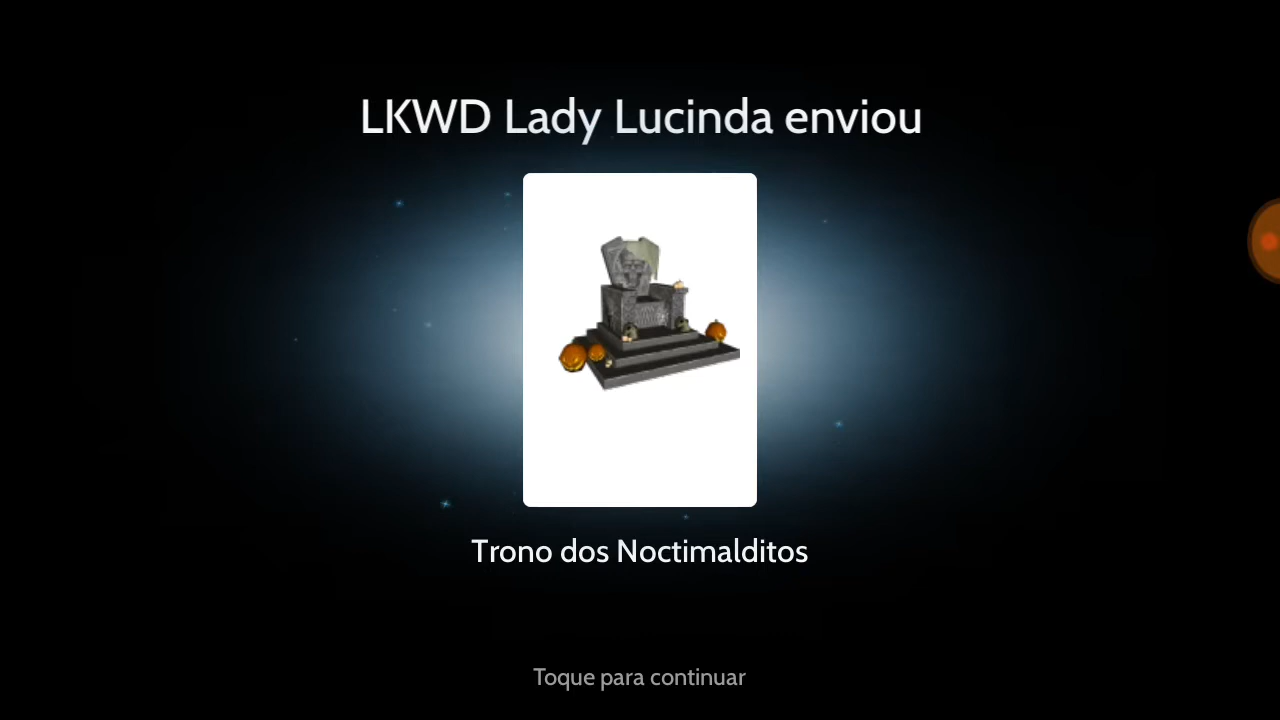 LKWD Lady Lucinda enviou
Trono dos Noctimalditos
Toque para continuar